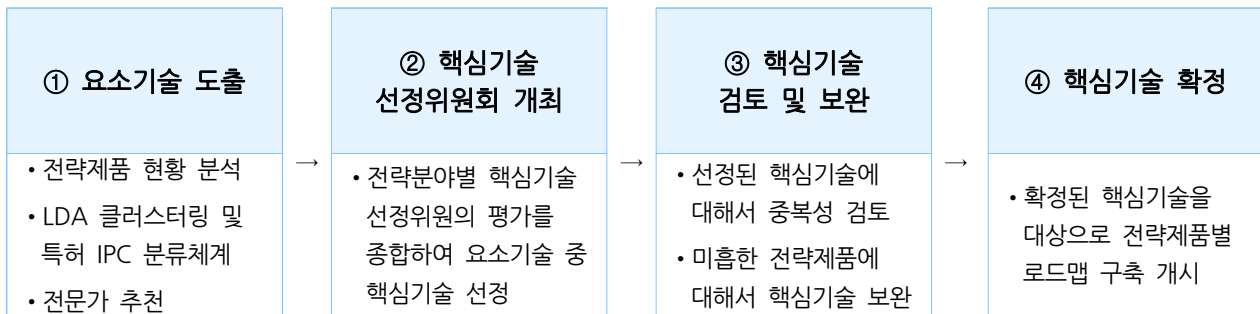 ① 요소기술 도출
• 전략제품 현황 분석
• LDA 클러스터링 및
특허 IPC 분류체계
• 전문가 추천
→
② 핵심기술
선정위원회 개최
• 전략분야별 핵심기술
선정위원의 평가를
종합하여 요소기술 중
핵심기술 선정
→
③ 핵심기술
검토 및 보완
• 선정된 핵심기술에
대해서 중복성 검토
• 미흡한 전략제품에
대해서 핵심기술 보완
→
④ 핵심기술 확정
• 확정된 핵심기술을
대상으로 전략제품별
로드맵 구축 개시